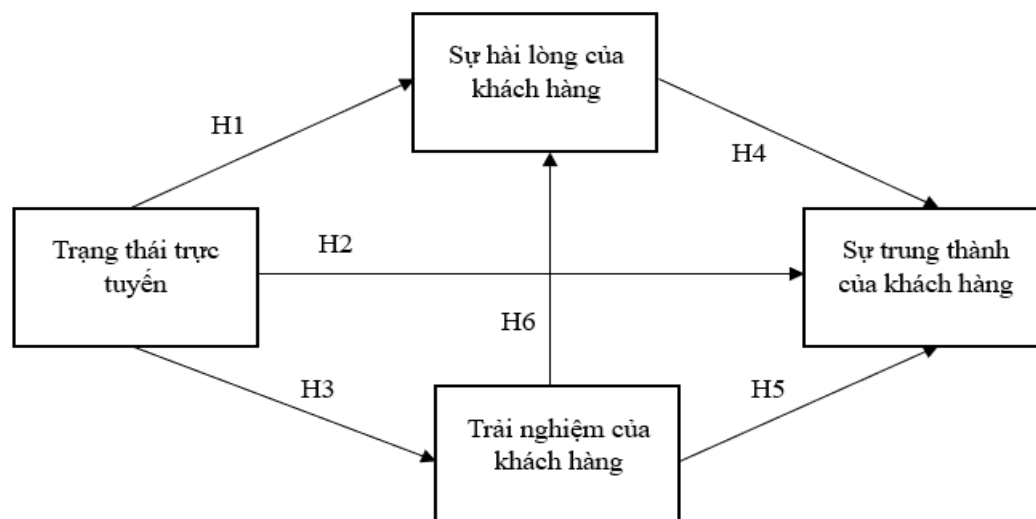 Sự hài lòng của
khách hàng
H1
H4
Trạng thái trực
tuyến
H2
Sự trung thành
của khách hàng
H6
H3
H5
Trải nghiệm của
khách hàng